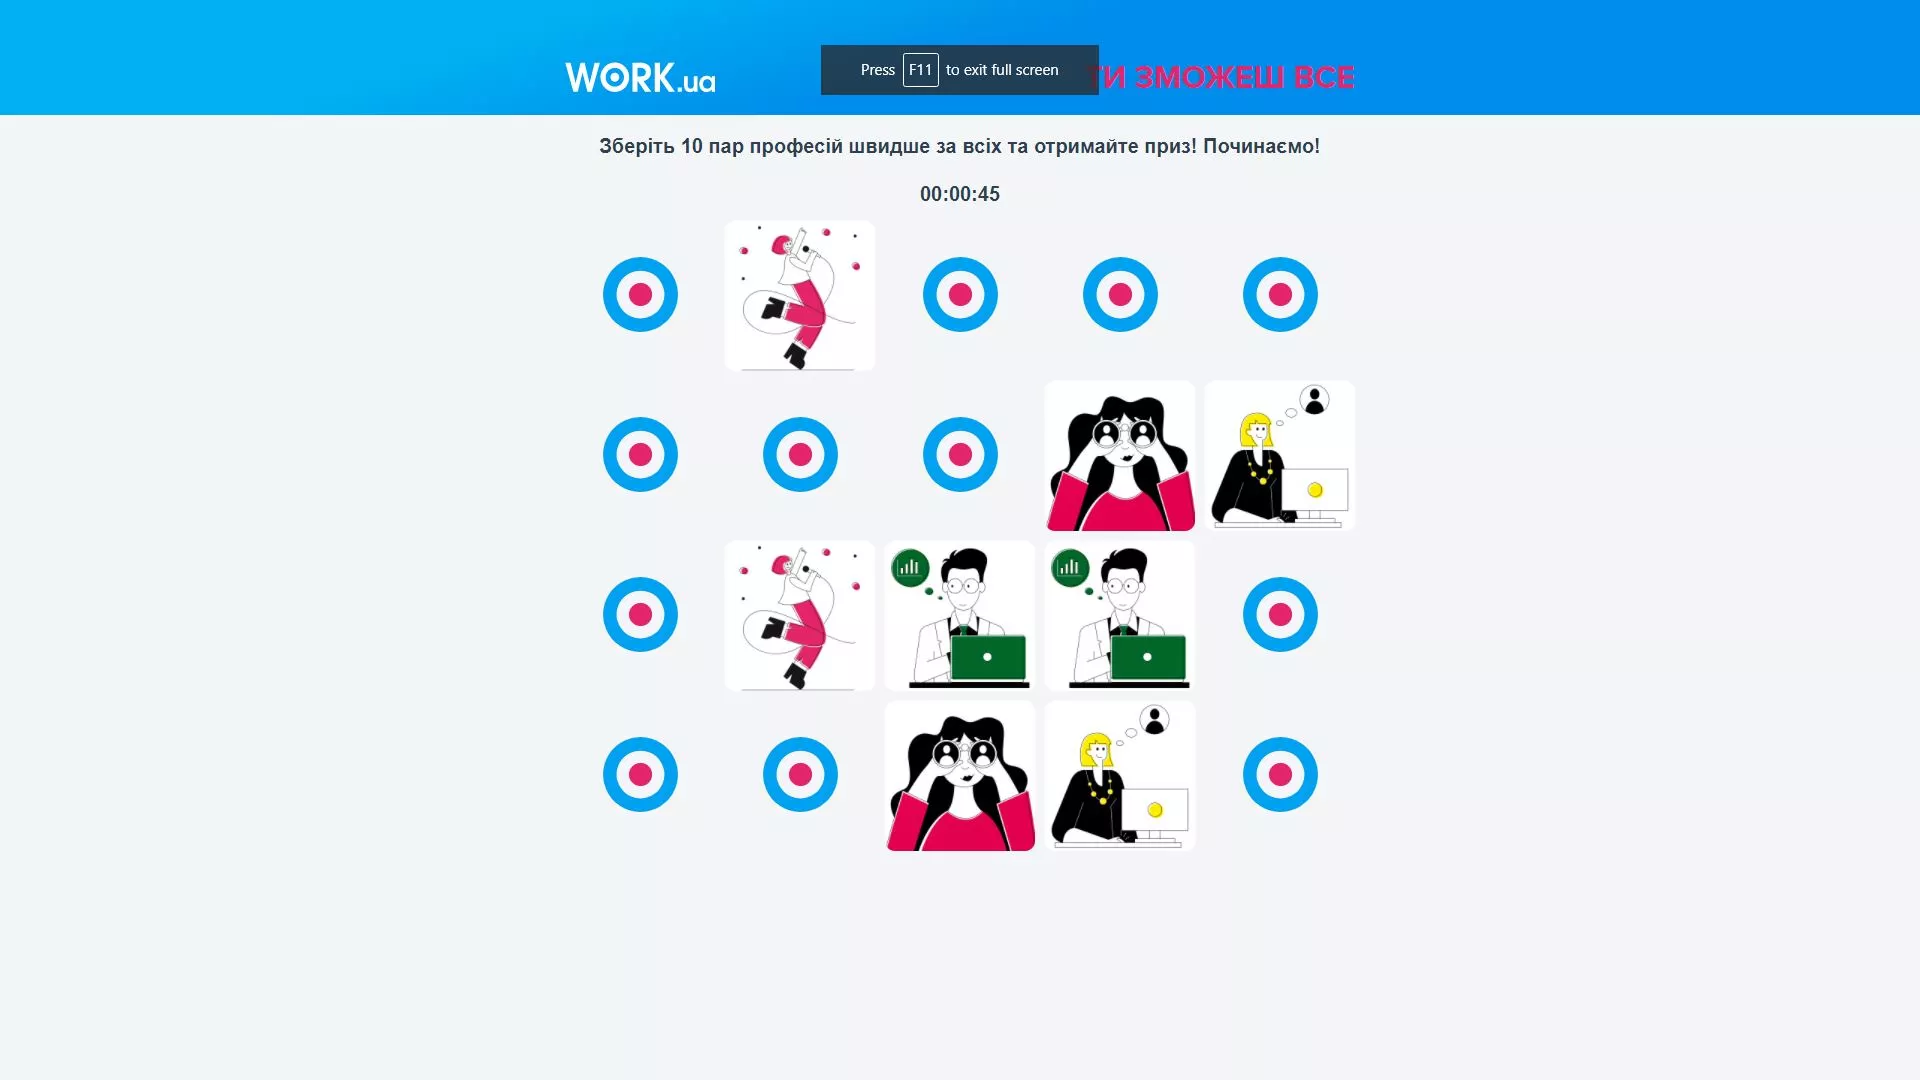 WORK.ua
Press F11 to exit full screen
ТИ ЗМОЖЕШ ВСЕ
Зберіть 10 пар професій швидше за всіх та отримайте приз! Починаємо!
00:00:45